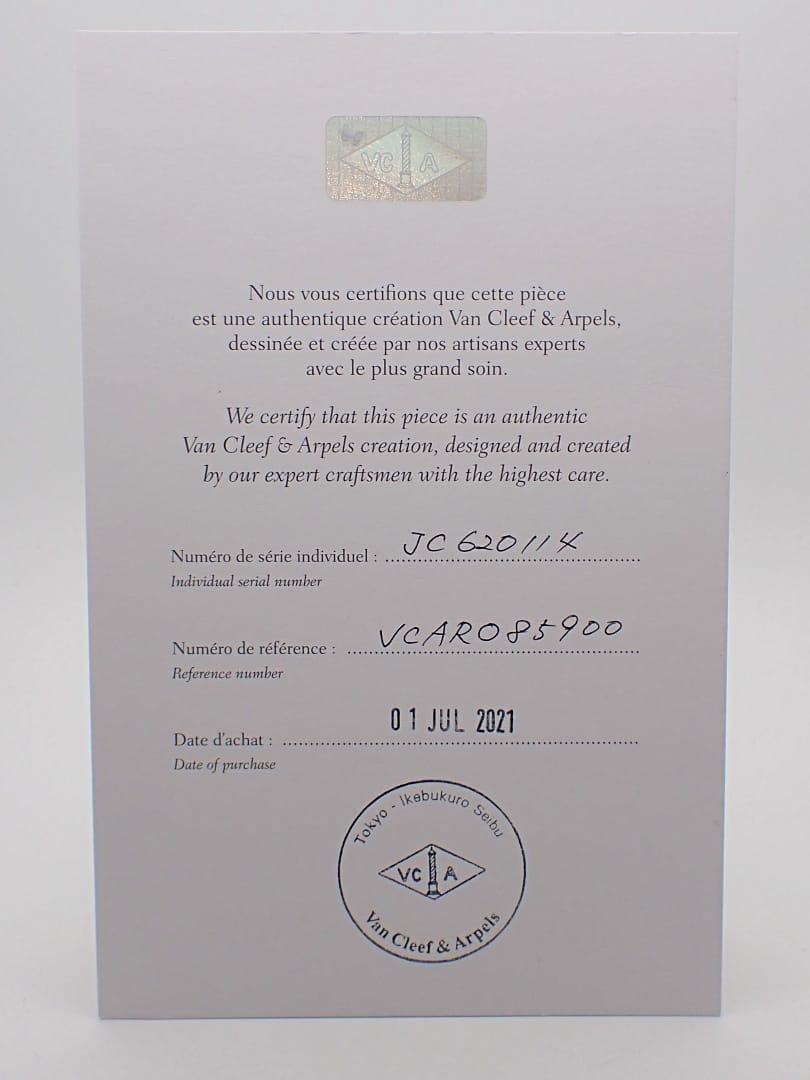 VC A
Nous vous certifions que cette pièce
est une authentique création Van Cleef & Arpels,
dessinée et créée par nos artisans experts
avec le plus grand soin.
We certify that this piece is an authentic
Van Cleef & Arpels creation, designed and created
by our expert craftsmen with the highest care.
Numéro de série individuel : JC620114
Individual serial number
Numéro de référence : VCARO85900
Reference number
Date d'achat : 01 JUL 2021
Date of purchase
Tokyo - Ikebukuro Seibu
VC A
Van Cleef & Arpels